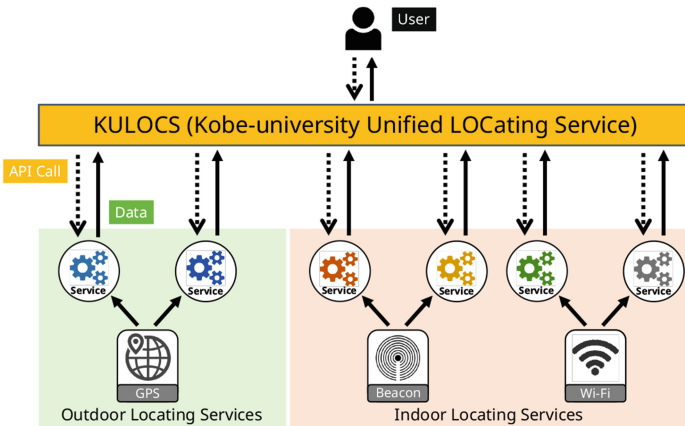 User
KULOCS (Kobe-university Unified LOCating Service)
API Call
Data
Service
Service
Service
Service
Service
Service
GPS
Beacon
Wi-Fi
Outdoor Locating Services
Indoor Locating Services